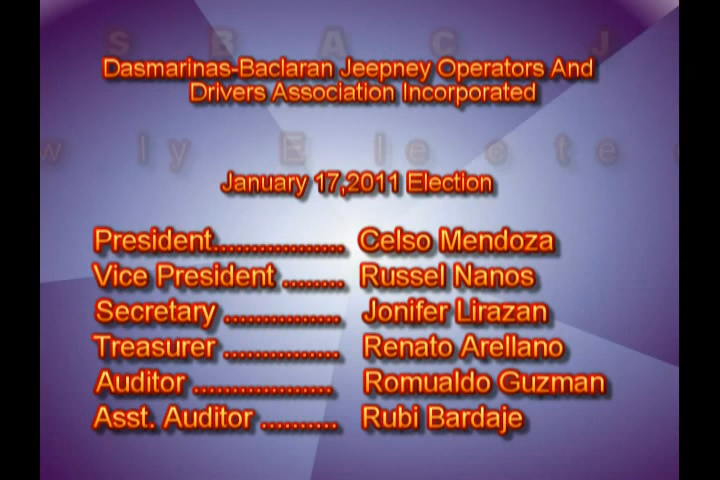 S B A C J
Dasmarinas-Baclaran Jeepney Operators And
Drivers Association Incorporated
w l y E l e c t e
January 17,2011 Election
President................. Celso Mendoza
Vice President ........ Russel Nanos
Secretary ............... Jonifer Lirazan
Treasurer ............... Renato Arellano
Auditor .................. Romualdo Guzman
Asst. Auditor .......... Rubi Bardaje